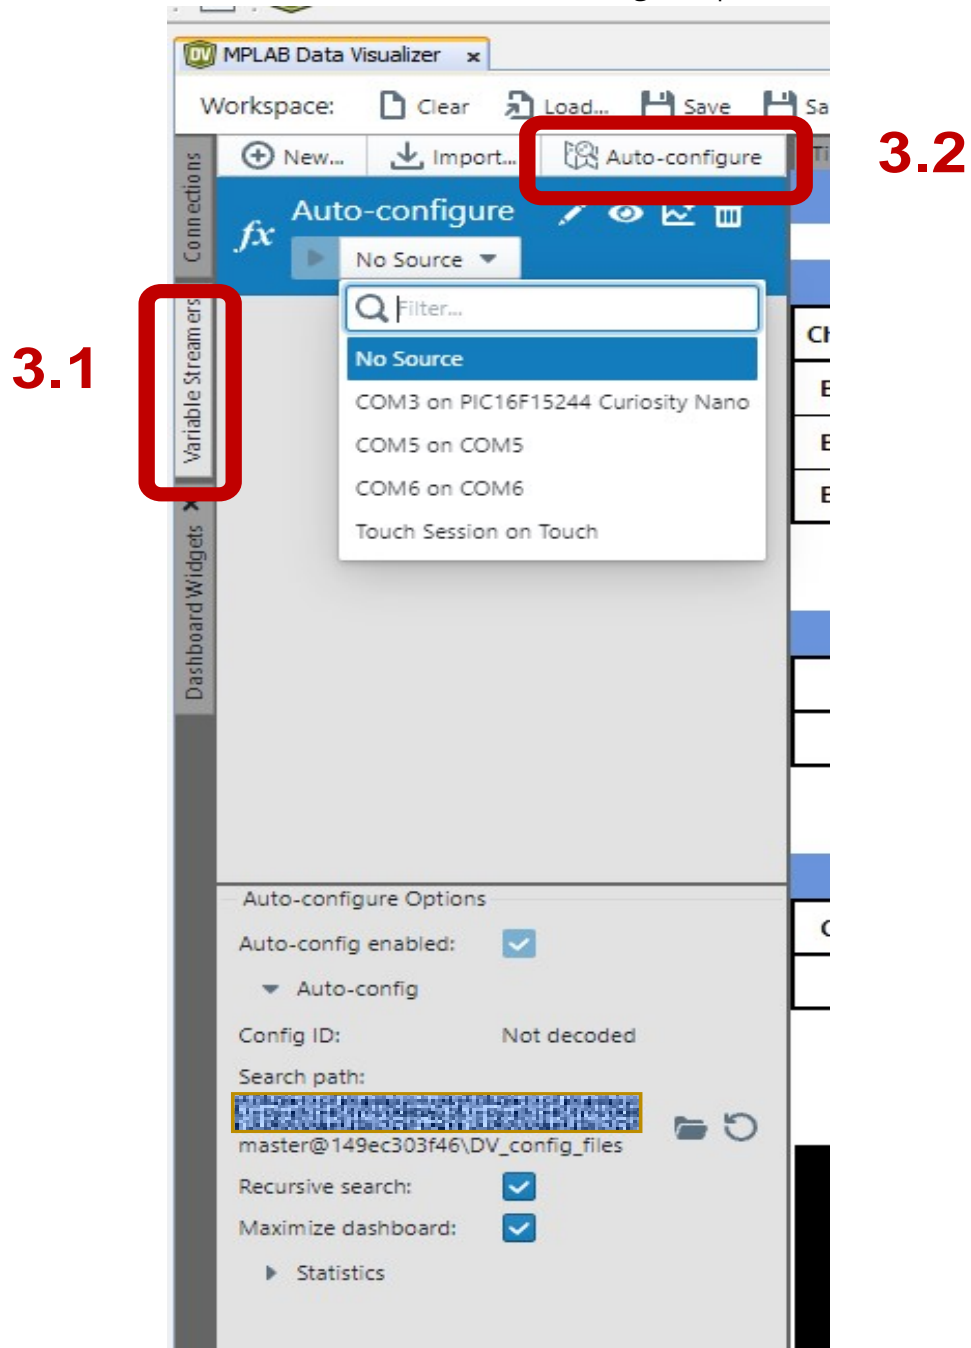 MPLAB Data Visualizer x
Workspace: Clear Load... Save Sa
New... Import... Auto-configure
3.2
Connections
fx Auto-configure
No Source
Filter...
No Source
COM3 on PIC16F15244 Curiosity Nano
COM5 on COM5
COM6 on COM6
Touch Session on Touch
3.1
Variable Streamers
Dashboard Widgets
Auto-configure Options
Auto-config enabled:
Auto-config
Config ID: Not decoded
Search path:
master@149ec303f46\DV_config_files
Recursive search:
Maximize dashboard:
Statistics